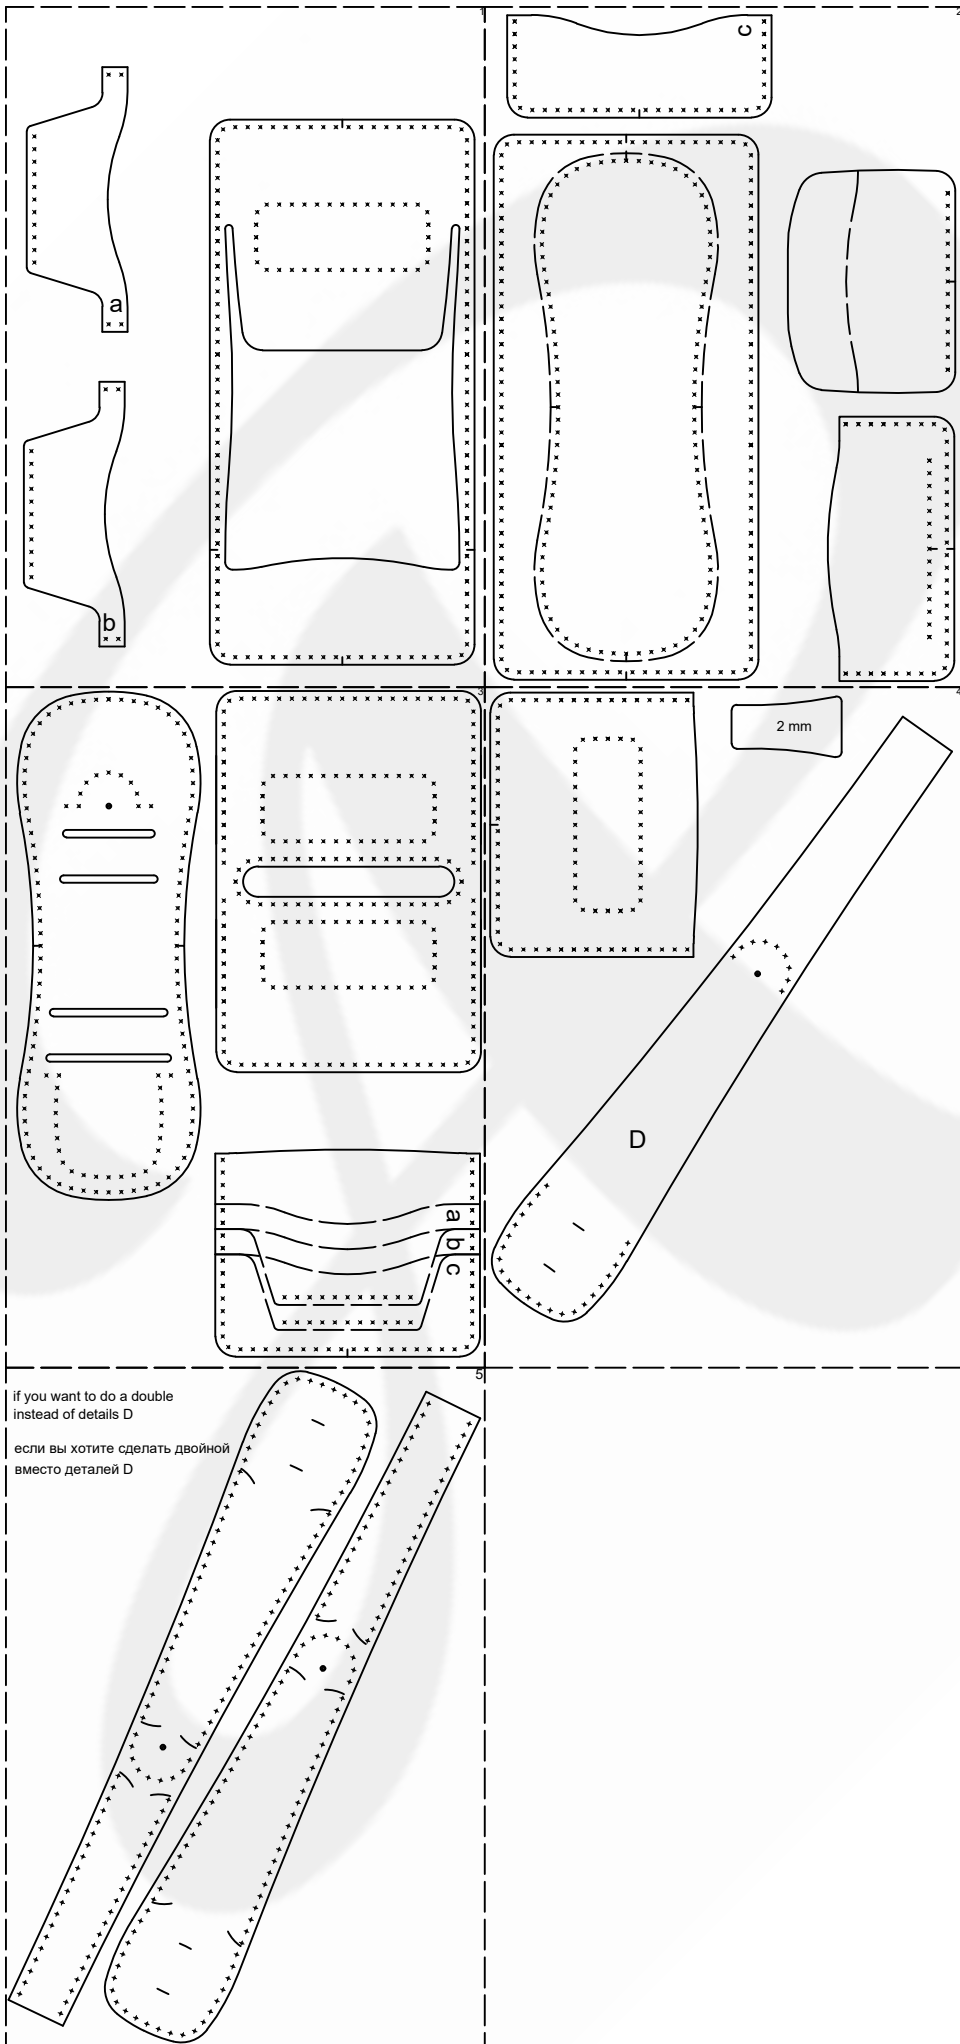 1
2
c
a
b
3
4
2 mm
D
a
b
c
5
if you want to do a double
instead of details D
если вы хотите сделать двойной
вместо деталей D